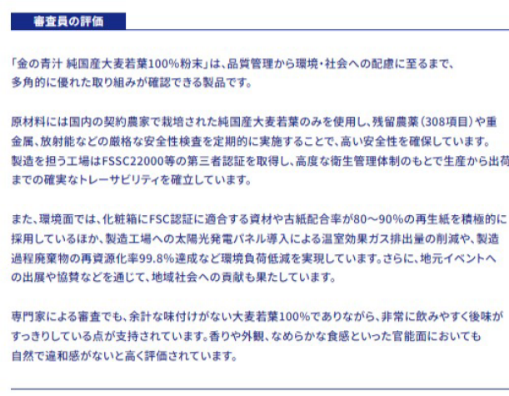 審査員の評価
「金の青汁 純国産大麦若葉100%粉末」は、品質管理から環境・社会への配慮に至るまで、
多角的に優れた取り組みが確認できる製品です。
原材料には国内の契約農家で栽培された純国産大麦若葉のみを使用し、残留農薬（308項目）や重
金属、放射能などの厳格な安全性検査を定期的に実施することで、高い安全性を確保しています。
製造を担う工場はFSSC22000等の第三者認証を取得し、高度な衛生管理体制のもとで生産から出荷
までの確実なトレーサビリティを確立しています。
また、環境面では、化粧箱にFSC認証に適合する資材や古紙配合率が80～90%の再生紙を積極的に
採用しているほか、製造工場への太陽光発電パネル導入による温室効果ガス排出量の削減や、製造
過程廃棄物の再資源化率99.8%達成など環境負荷低減を実現しています。さらに、地元イベントへ
の出展や協賛などを通じて、地域社会への貢献も果たしています。
専門家による審査でも、余計な味付けがない大麦若葉100%でありながら、非常に飲みやすく後味が
すっきりしている点が支持されています。香りや外観、なめらかな食感といった官能面においても
自然で違和感がないと高く評価されています。